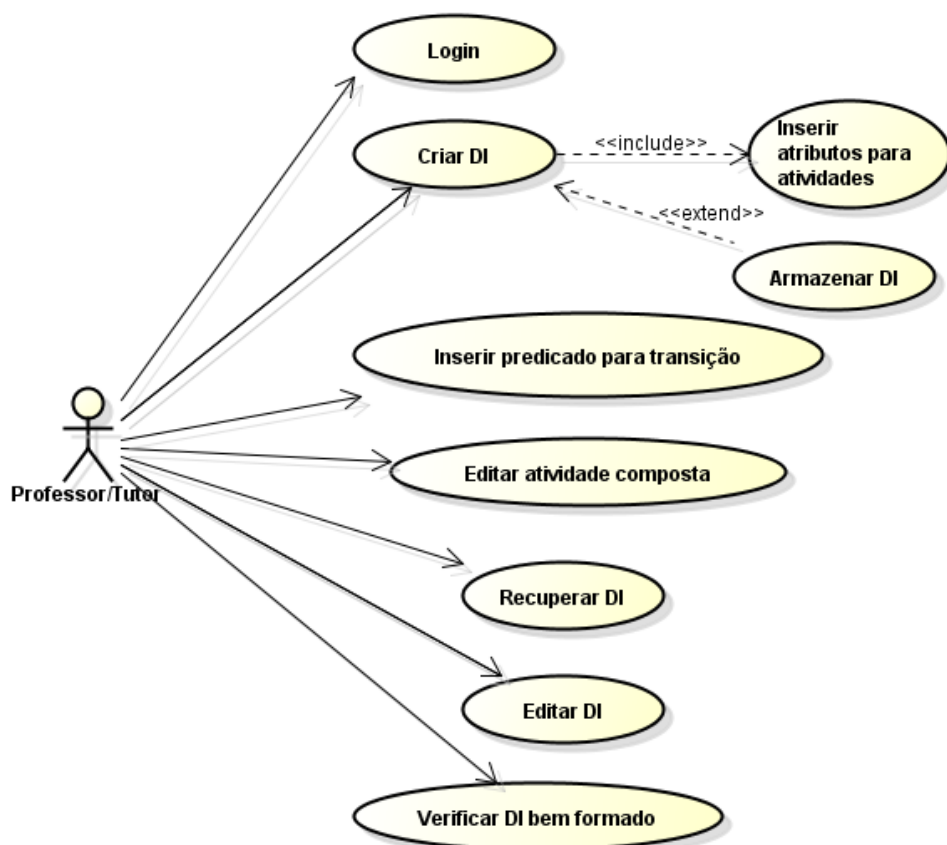 Login
Criar DI
<<include>>
Inserir
atributos para
atividades
<<extend>>
Armazenar DI
Inserir predicado para transição
Professor/Tutor
Editar atividade composta
Recuperar DI
Editar DI
Verificar DI bem formado